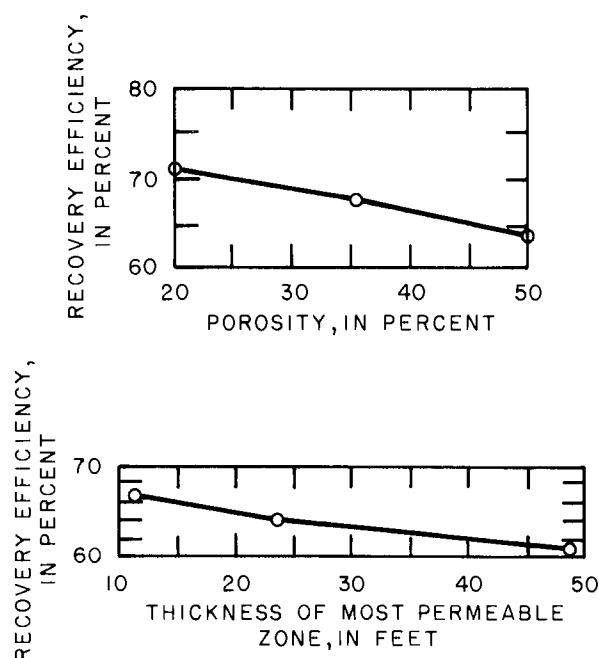 RECOVERY EFFICIENCY,
IN PERCENT
80
70
60
20 30 40 50
POROSITY, IN PERCENT
RECOVERY EFFICIENCY,
IN PERCENT
70
60
10 20 30 40 50
THICKNESS OF MOST PERMEABLE
ZONE, IN FEET